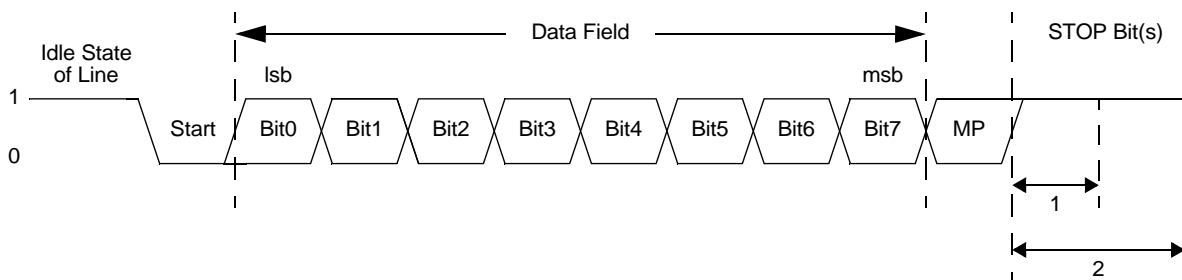 Data Field
STOP Bit(s)
Idle State
of Line
lsb
msb
1
Start
Bit0
Bit1
Bit2
Bit3
Bit4
Bit5
Bit6
Bit7
MP
0
1
2